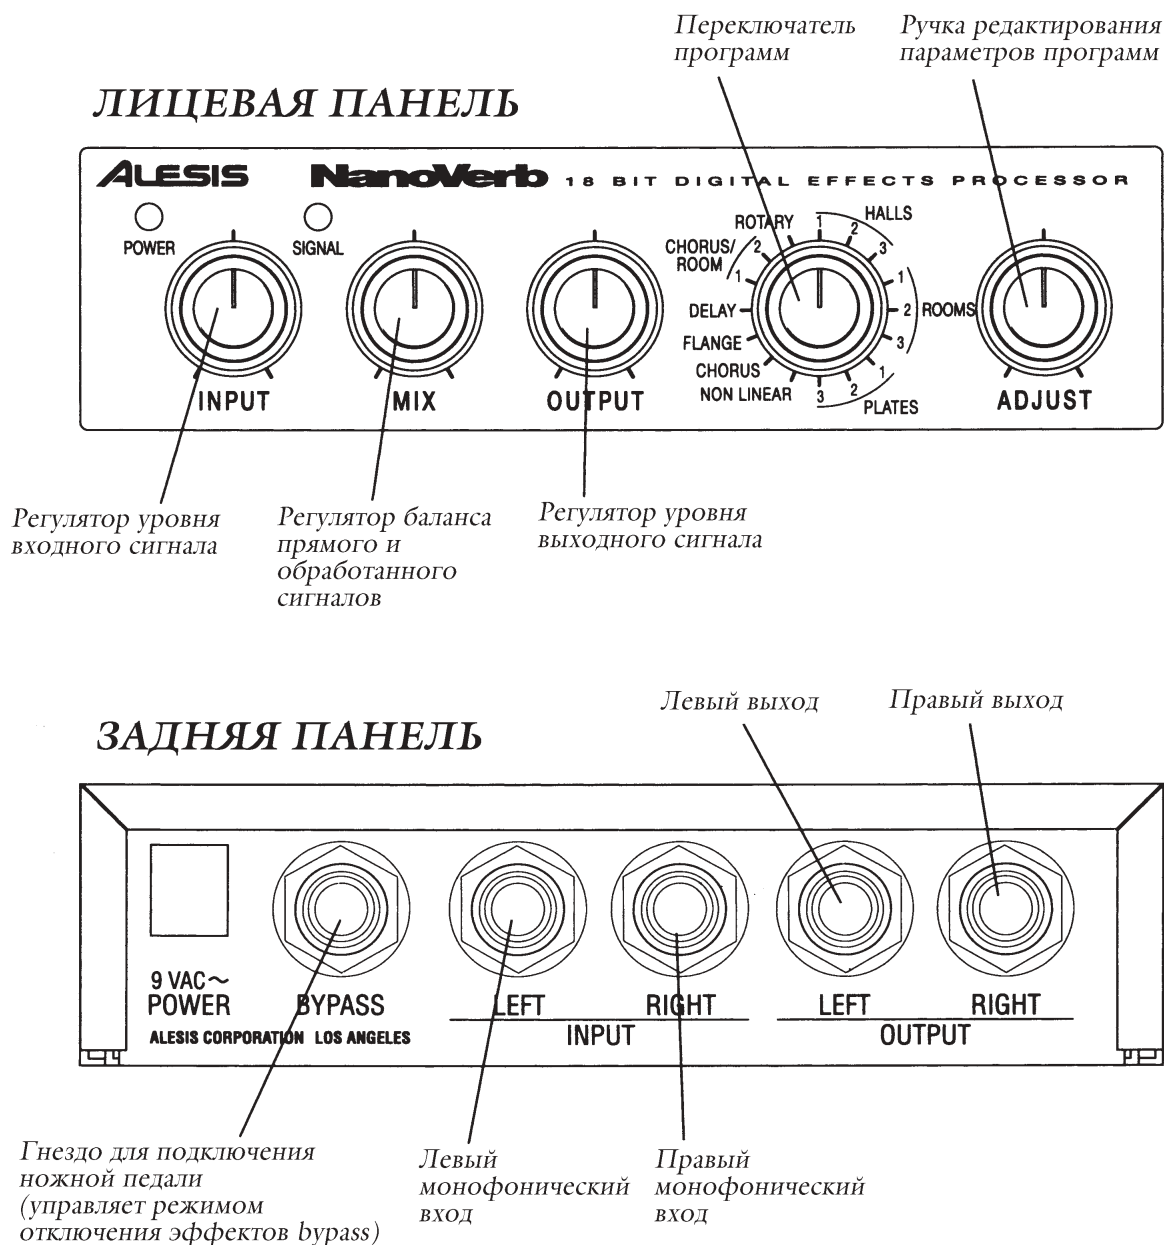 Переключатель
программ
Ручка редактирования
параметров программ
ЛИЦЕВАЯ ПАНЕЛЬ
ALESIS
NanoVerb 18 BIT DIGITAL EFFECTS PROCESSOR
POWER
SIGNAL
INPUT
MIX
OUTPUT
ROTARY
CHORUS/
ROOM
2
1
DELAY
FLANGE
CHORUS
NON LINEAR
1
2
3
HALLS
1
2
3
ROOMS
1
2
3
PLATES
ADJUST
Регулятор уровня
входного сигнала
Регулятор баланса
прямого и
обработанного
сигналов
Регулятор уровня
выходного сигнала
ЗАДНЯЯ ПАНЕЛЬ
Левый выход
Правый выход
9 VAC~
POWER
BYPASS
LEFT
RIGHT
INPUT
LEFT
RIGHT
OUTPUT
ALESIS CORPORATION LOS ANGELES
Гнездо для подключения
ножной педали
(управляет режимом
отключения эффектов bypass)
Левый
монофонический
вход
Правый
монофонический
вход